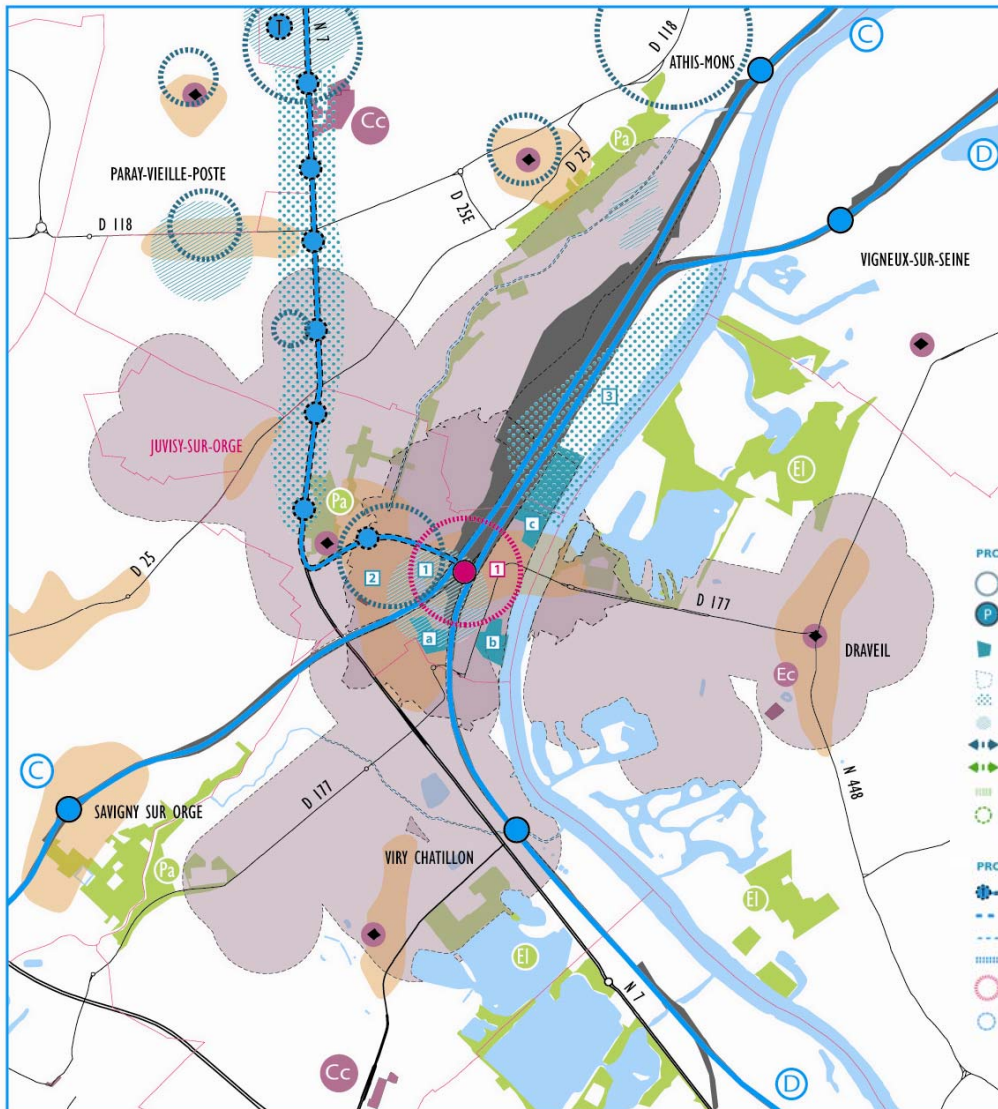 T
N 7
D 118
ATHIS-MONS
C
Cc
Pa
D
PARAY-VIEILLE-POSTE
D 25
D 25E
D 118
VIGNEUX-SUR-SEINE
3
JUVISY-SUR-ORGE
El
Pa
c
PRO
2
1
1
D 25
D 177
P
a
b
DRAVEIL
Ec
C
D 177
N 448
SAVIGNY SUR ORGE
VIRY CHATILLON
Pa
El
PRO
T
El
N 7
Cc
D